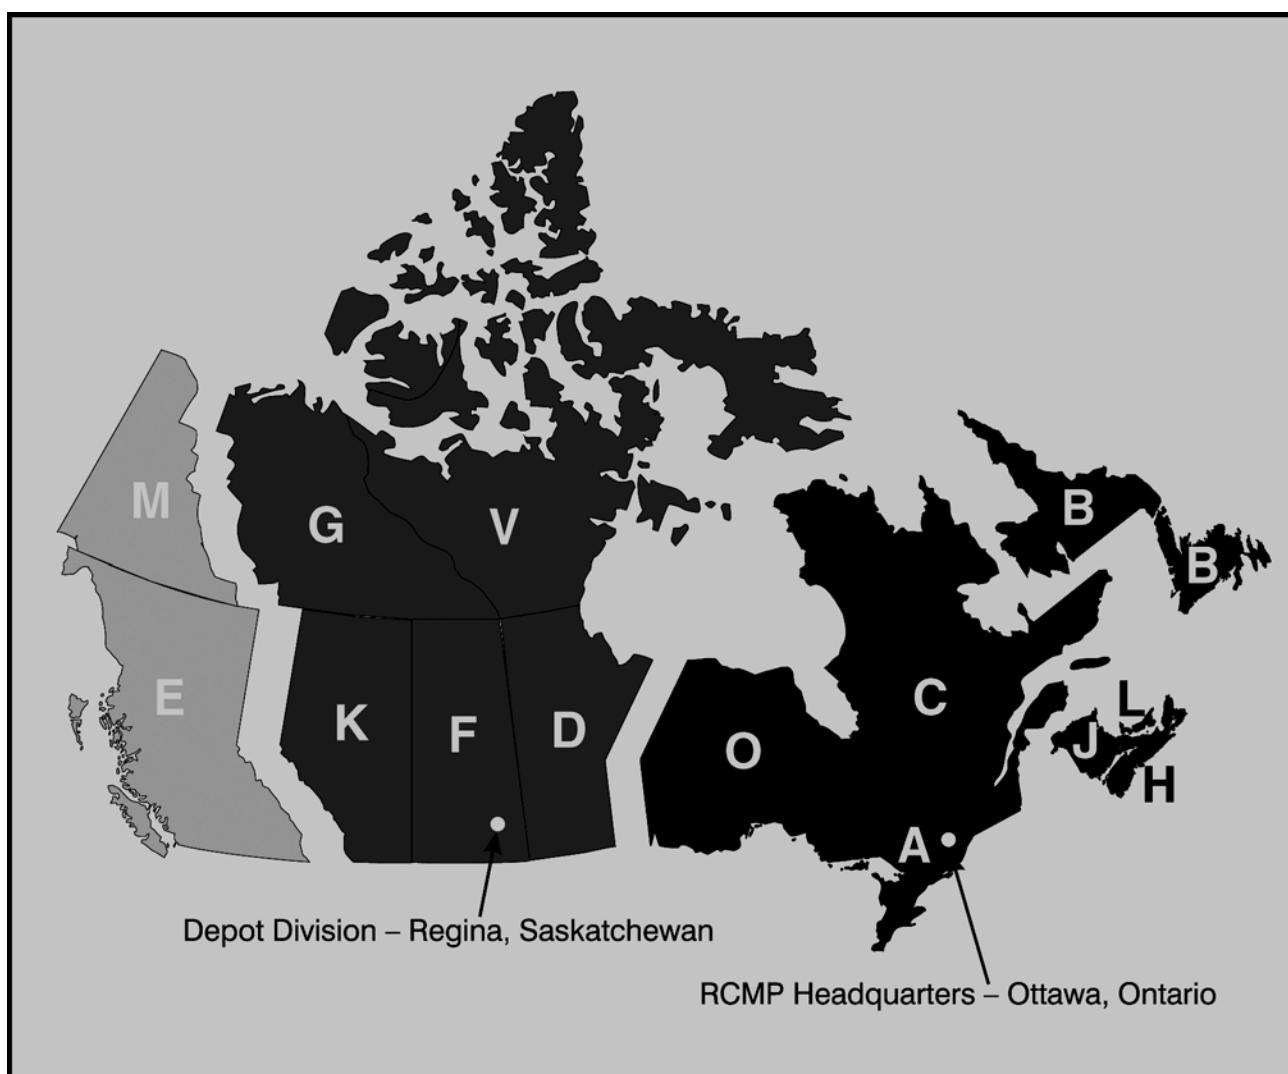 M
G
V
B
B
E
K
F
D
O
C
L
J
H
A
Depot Division – Regina, Saskatchewan
RCMP Headquarters – Ottawa, Ontario